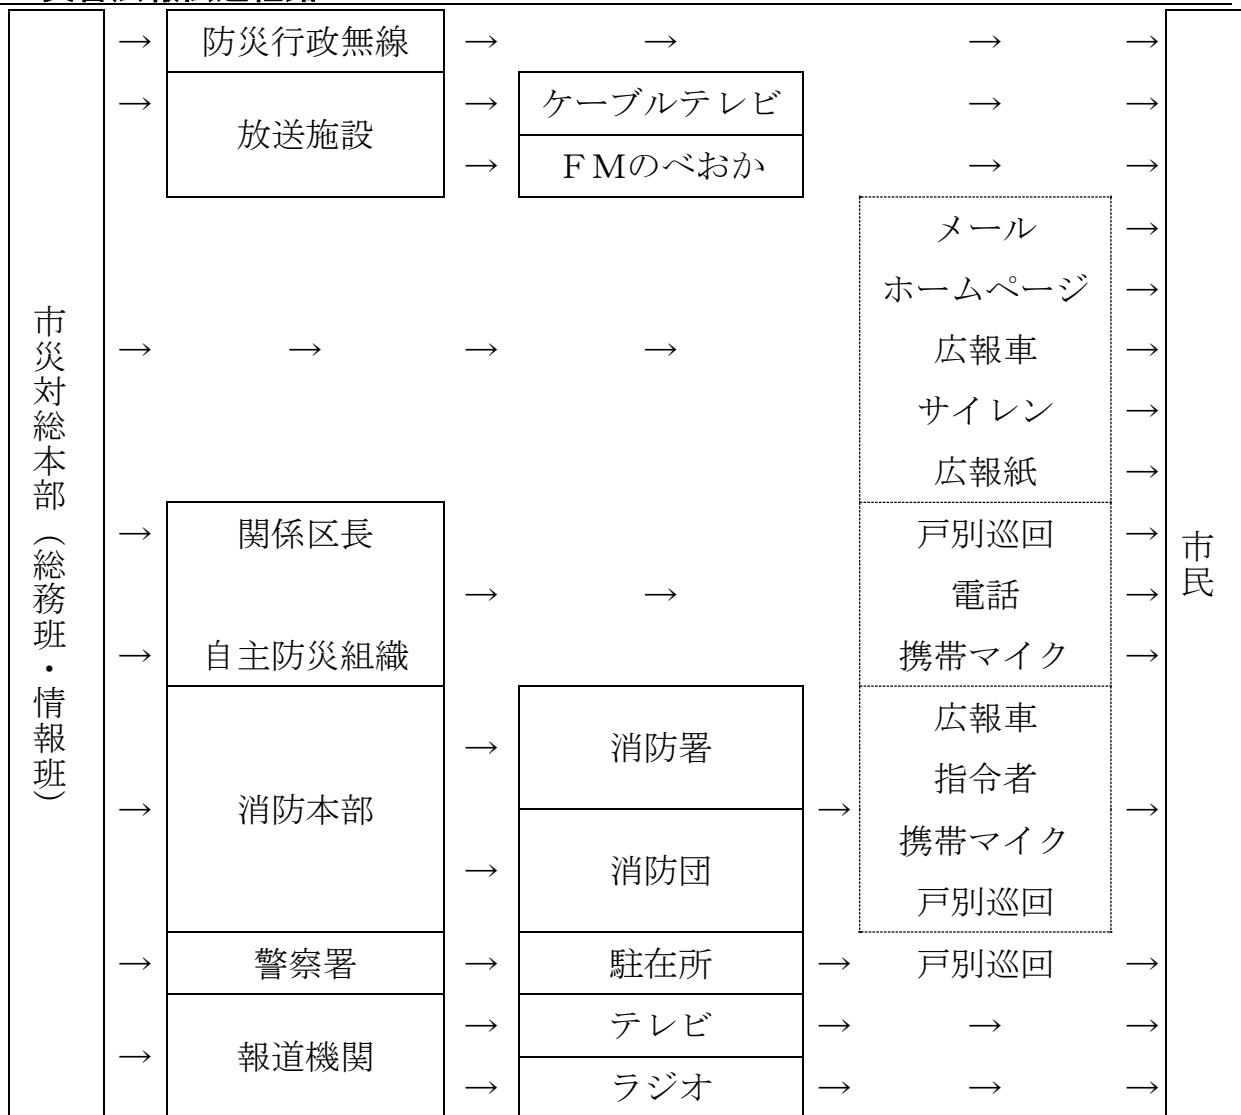 → 防災行政無線 → → → →
→ 放送施設 → ケーブルテレビ → →
→ ＦＭのべおか → →
メール →
ホームページ →
市災対総本部（総務班・情報班） → → → → 広報車 →
サイレン →
広報紙 →
→ 関係区長 戸別巡回 →
→ → 電話 → 市民
→ 自主防災組織 携帯マイク →
→ 消防本部 → 消防署 → 広報車 →
指令者
携帯マイク
→ 消防団 戸別巡回
→ 警察署 → 駐在所 → 戸別巡回 →
→ 報道機関 → テレビ → → →
→ ラジオ → → →